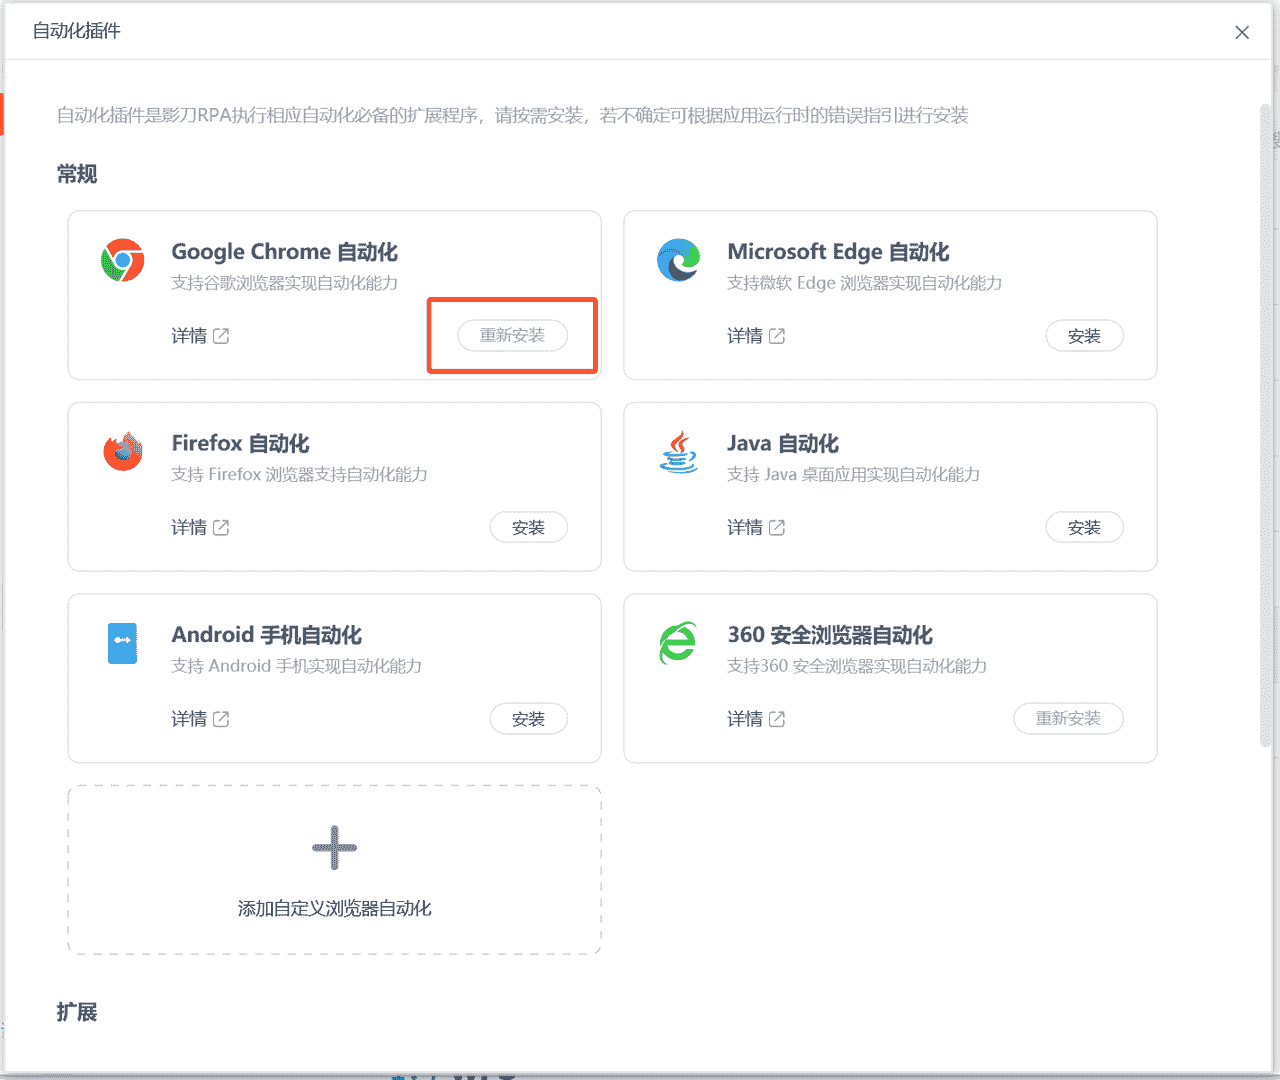 自动化插件
自动化插件是影刀RPA执行相应自动化必备的扩展程序，请按需安装，若不确定可根据应用运行时的错误指引进行安装
常规
Google Chrome 自动化
支持谷歌浏览器实现自动化能力
详情
重新安装
Microsoft Edge 自动化
支持微软 Edge 浏览器实现自动化能力
详情
安装
Firefox 自动化
支持 Firefox 浏览器支持自动化能力
详情
安装
Java 自动化
支持 Java 桌面应用实现自动化能力
详情
安装
Android 手机自动化
支持 Android 手机实现自动化能力
详情
安装
360 安全浏览器自动化
支持360 安全浏览器实现自动化能力
详情
重新安装
添加自定义浏览器自动化
扩展